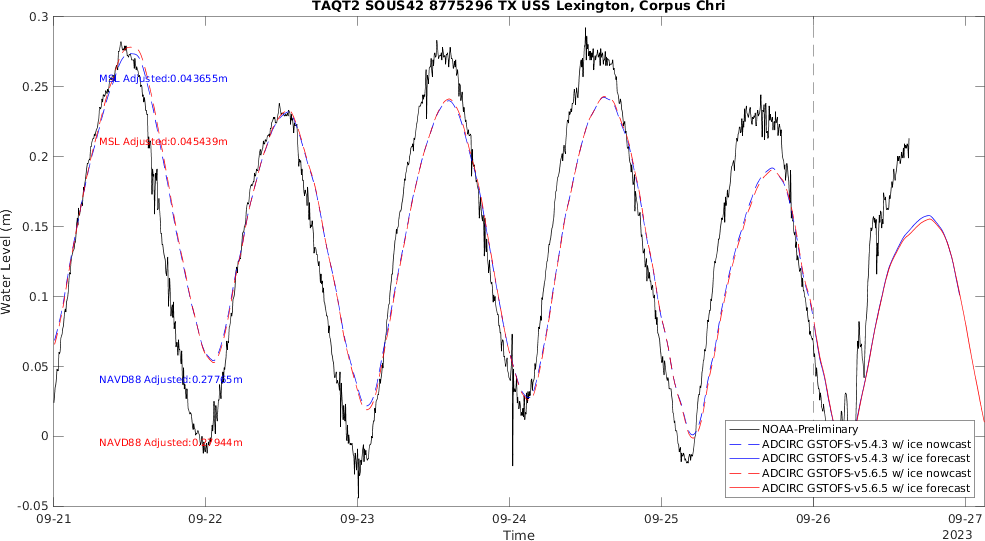 TAQT2 SOUS42 8775296 TX USS Lexington, Corpus Chri
0.3
MSL Adjusted:0.043655m
0.25
MSL Adjusted:0.045439m
0.2
0.15
Water Level (m)
0.1
0.05
NAVD88 Adjusted:0.27765m
NAVD88 Adjusted:0.27944m
0
-0.05
NOAA-Preliminary
ADCIRC GSTOFS-v5.4.3 w/ ice nowcast
ADCIRC GSTOFS-v5.4.3 w/ ice forecast
ADCIRC GSTOFS-v5.6.5 w/ ice nowcast
ADCIRC GSTOFS-v5.6.5 w/ ice forecast
09-21 09-22 09-23 09-24 09-25 09-26 09-27
Time 2023